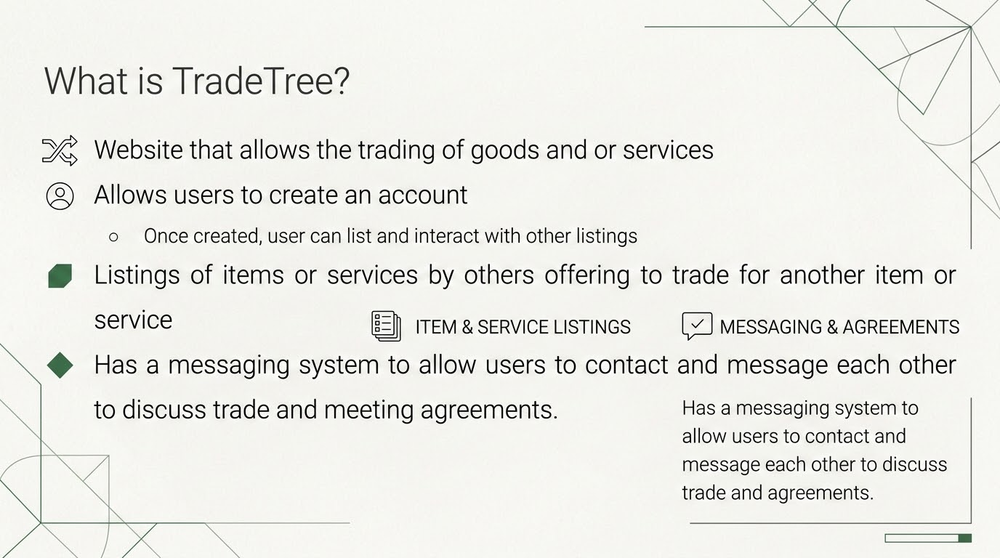 What is TradeTree?
Website that allows the trading of goods and or services
Allows users to create an account
Once created, user can list and interact with other listings
Listings of items or services by others offering to trade for another item or
service
ITEM & SERVICE LISTINGS
MESSAGING & AGREEMENTS
Has a messaging system to allow users to contact and message each other
to discuss trade and meeting agreements.
Has a messaging system to
allow users to contact and
message each other to discuss
trade and agreements.